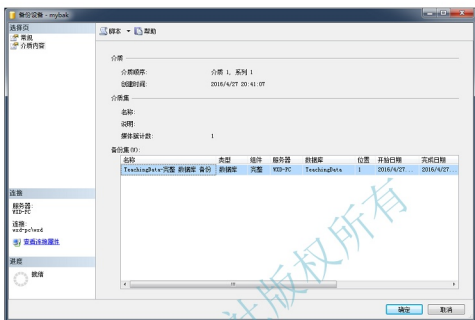 备份设备 - mybak
选择页
常规
介质内容
脚本 帮助
介质
介质顺序: 介质 1, 系列 1
创建时间: 2016/4/27 20:41:07
介质集
名称:
说明:
媒体簇计数: 1
备份集(U):
名称 类型 组件 服务器 数据库 位置 开始日期 完成日期
TeachingData-完整 数据库 备份 数据库 完整 WXD-PC TeachingData 1 2016/4/27... 2016/4/27...
连接
服务器:
WXD-PC
连接:
wxd-pc\wxd
查看连接属性
进度
就绪
社版权所有
确定 取消